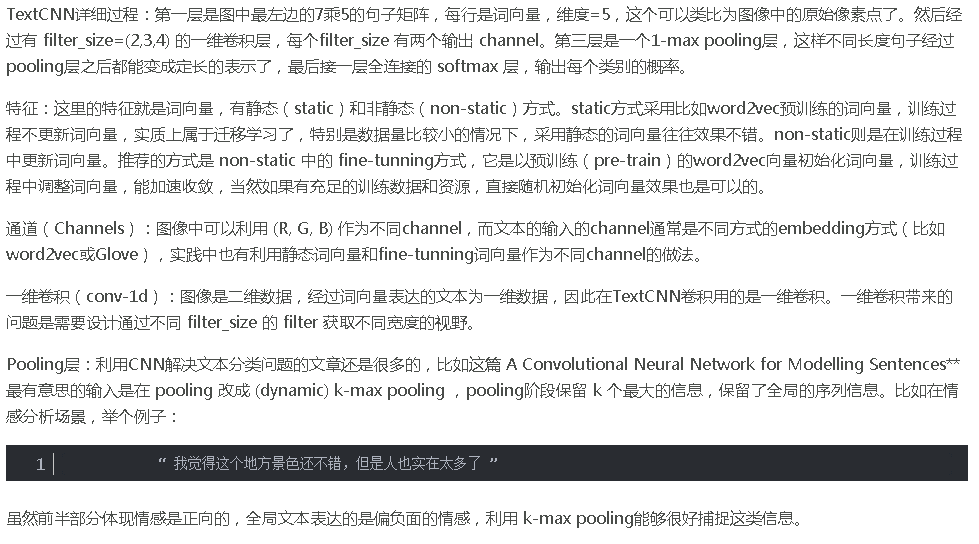 TextCNN详细过程：第一层是图中最左边的7乘5的句子矩阵，每行是词向量，维度=5，这个可以类比为图像中的原始像素点了。然后经
过有 filter_size=(2,3,4) 的一维卷积层，每个filter_size 有两个输出 channel。第三层是一个1-max pooling层，这样不同长度句子经过
pooling层之后都能变成定长的表示了，最后接一层全连接的 softmax 层，输出每个类别的概率。
特征：这里的特征就是词向量，有静态（static）和非静态（non-static）方式。static方式采用比如word2vec预训练的词向量，训练过
程不更新词向量，实质上属于迁移学习了，特别是数据量比较小的情况下，采用静态的词向量往往效果不错。non-static则是在训练过程
中更新词向量。推荐的方式是 non-static 中的 fine-tunning方式，它是以预训练（pre-train）的word2vec向量初始化词向量，训练过
程中调整词向量，能加速收敛，当然如果有充足的训练数据和资源，直接随机初始化词向量效果也是可以的。
通道（Channels）：图像中可以利用 (R, G, B) 作为不同channel，而文本的输入的channel通常是不同方式的embedding方式（比如
word2vec或Glove），实践中也有利用静态词向量和fine-tunning词向量作为不同channel的做法。
一维卷积（conv-1d）：图像是二维数据，经过词向量表达的文本为一维数据，因此在TextCNN卷积用的是一维卷积。一维卷积带来的
问题是需要设计通过不同 filter_size 的 filter 获取不同宽度的视野。
Pooling层：利用CNN解决文本分类问题的文章还是很多的，比如这篇 A Convolutional Neural Network for Modelling Sentences**
最有意思的输入是在 pooling 改成 (dynamic) k-max pooling ，pooling阶段保留 k 个最大的信息，保留了全局的序列信息。比如在情
感分析场景，举个例子：
1 “ 我觉得这个地方景色还不错，但是人也实在太多了 ”
虽然前半部分体现情感是正向的，全局文本表达的是偏负面的情感，利用 k-max pooling能够很好捕捉这类信息。